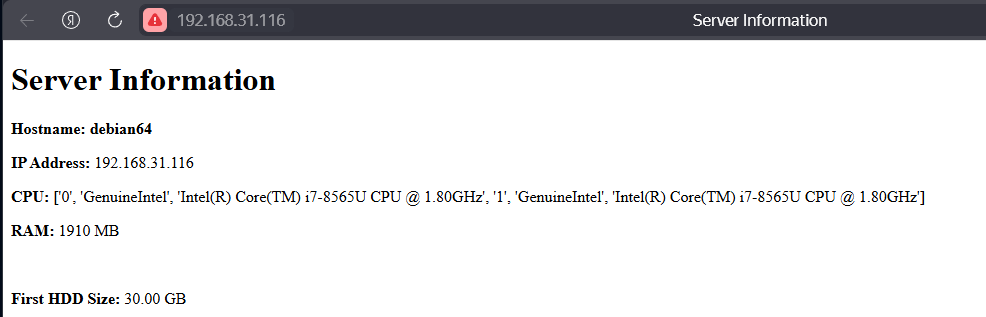 Я 192.168.31.116 Server Information
Server Information
Hostname: debian64
IP Address: 192.168.31.116
CPU: ['0', 'GenuineIntel', 'Intel(R) Core(TM) i7-8565U CPU @ 1.80GHz', '1', 'GenuineIntel', 'Intel(R) Core(TM) i7-8565U CPU @ 1.80GHz']
RAM: 1910 MB
First HDD Size: 30.00 GB